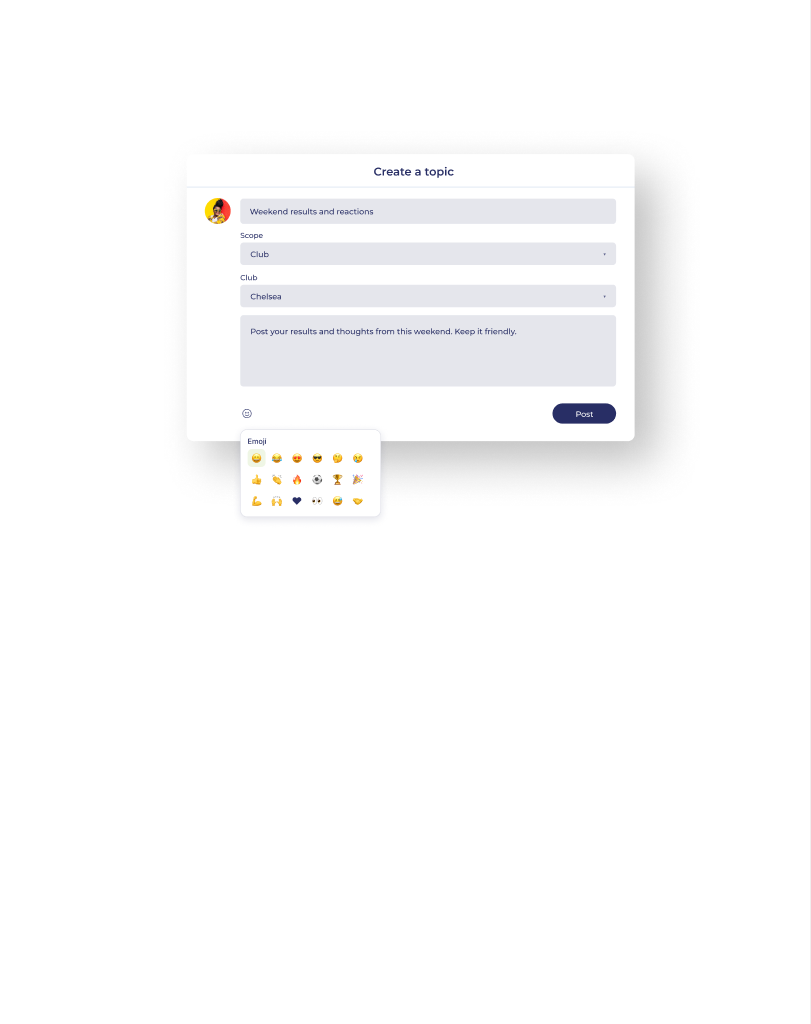 Create a topic
Weekend results and reactions
Scope
Club
Club
Chelsea
Post your results and thoughts from this weekend. Keep it friendly.
Post
Emoji